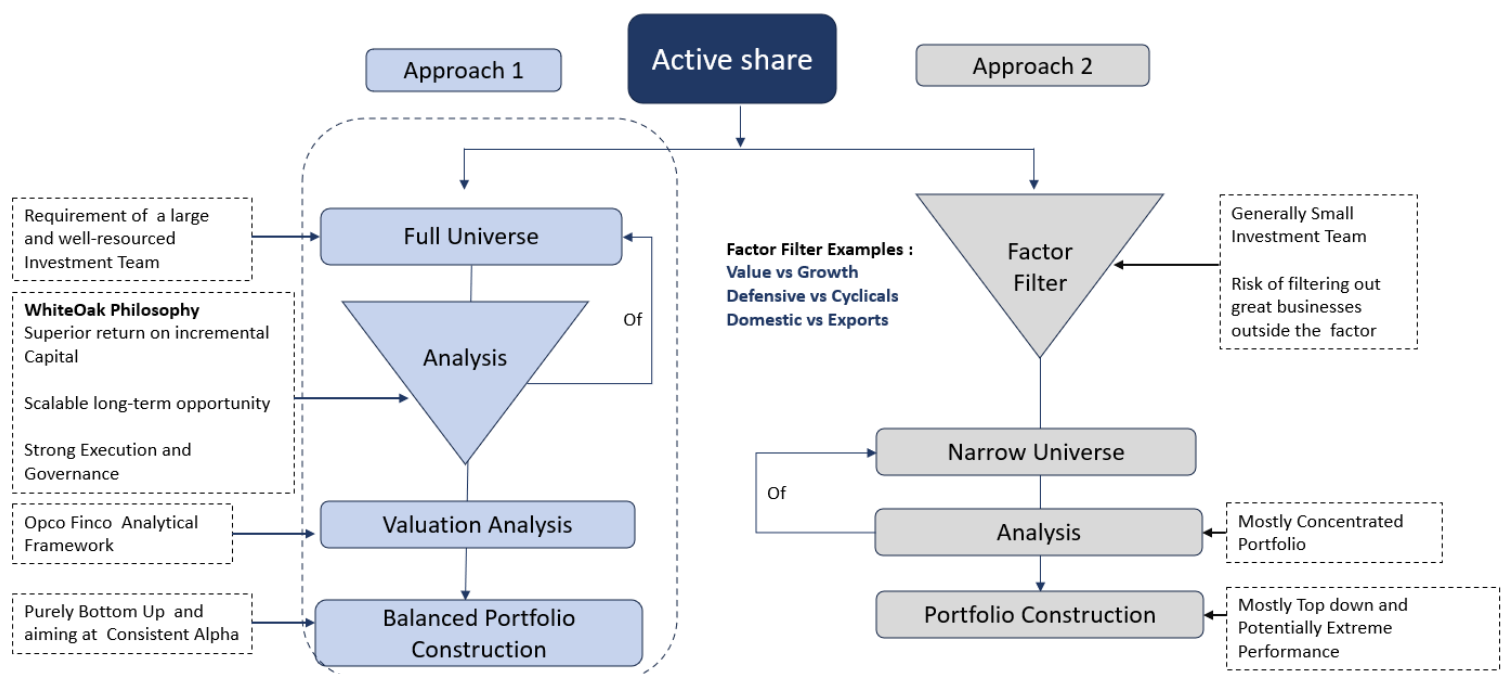 Active share
Approach 1
Approach 2
Requirement of a large
and well-resourced
Investment Team
Full Universe
WhiteOak Philosophy
Superior return on incremental
Capital
Scalable long-term opportunity
Strong Execution and
Governance
Analysis
Of
Opco Finco Analytical
Framework
Valuation Analysis
Purely Bottom Up and
aiming at Consistent Alpha
Balanced Portfolio
Construction
Factor Filter Examples :
Value vs Growth
Defensive vs Cyclicals
Domestic vs Exports
Factor
Filter
Generally Small
Investment Team
Risk of filtering out
great businesses
outside the factor
Narrow Universe
Of
Analysis
Mostly Concentrated
Portfolio
Portfolio Construction
Mostly Top down and
Potentially Extreme
Performance